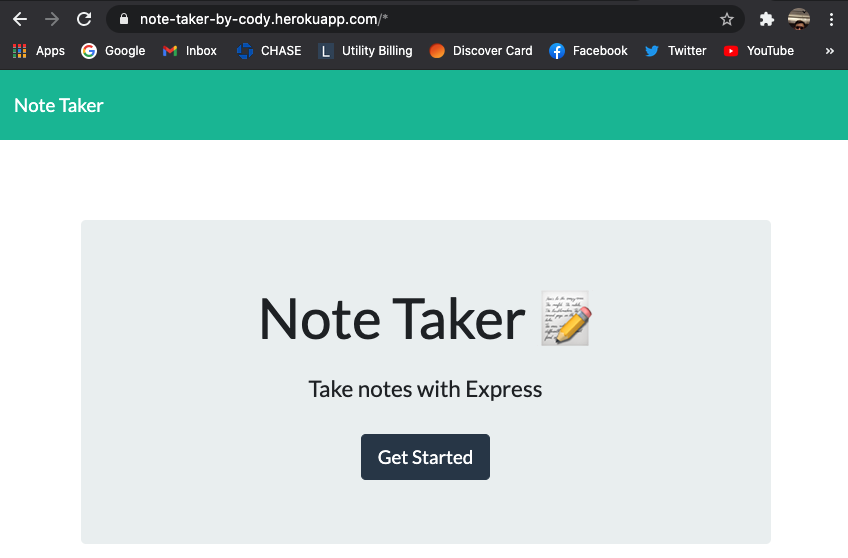 note-taker-by-cody.herokuapp.com/*
Apps Google Inbox CHASE L Utility Billing Discover Card Facebook Twitter YouTube »
Note Taker
Note Taker
Take notes with Express
Get Started